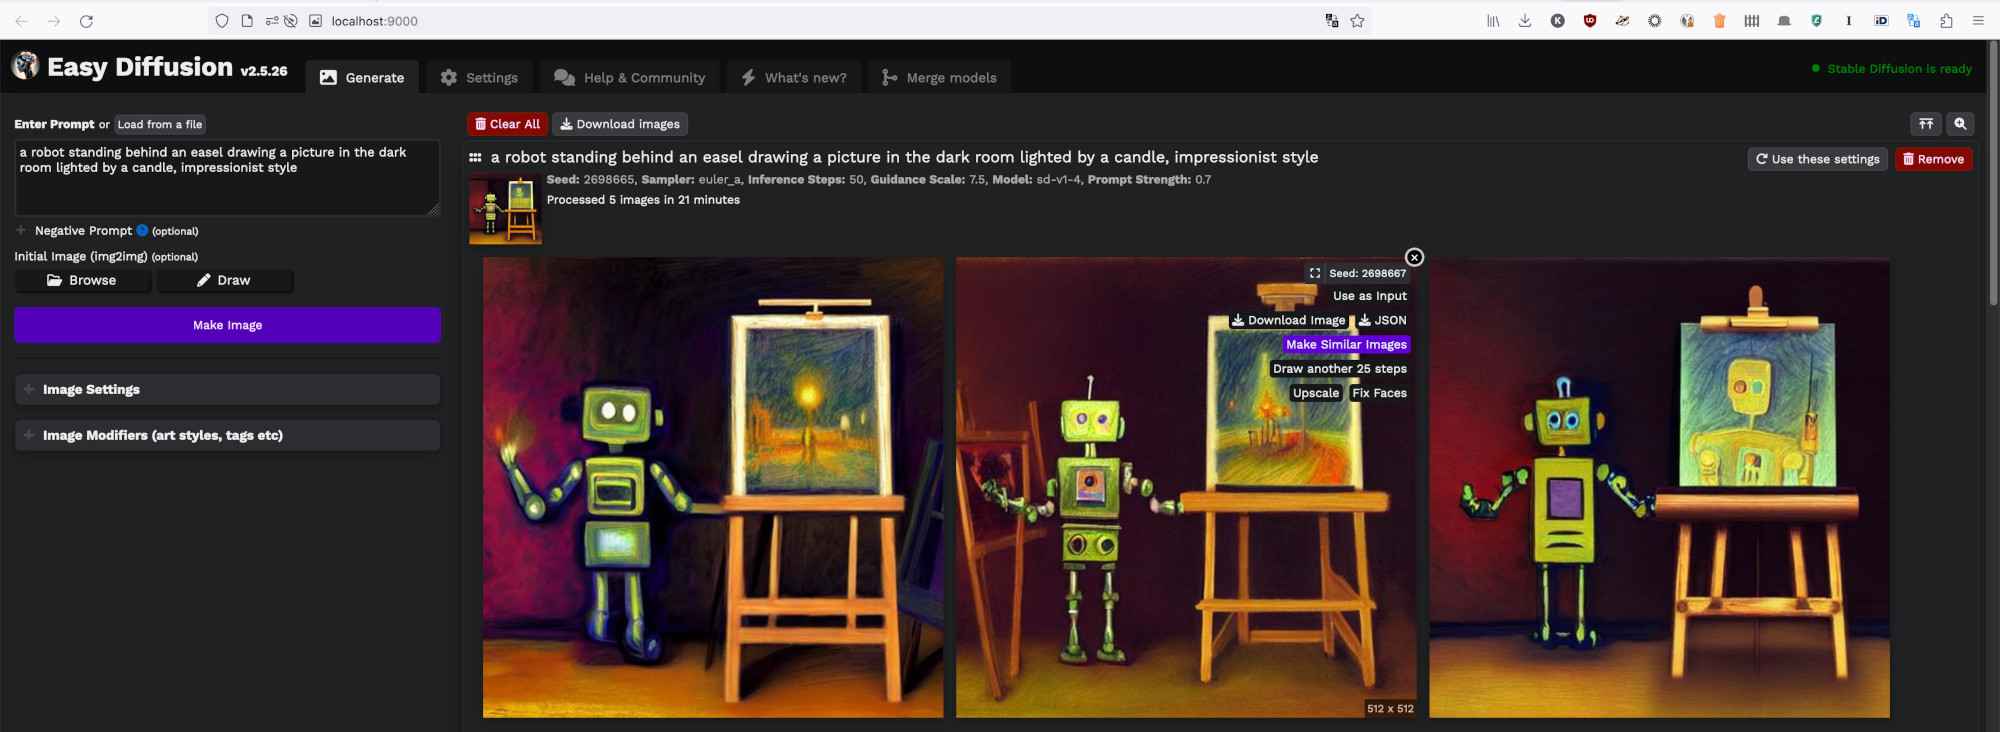 localhost:9000
Easy Diffusion v2.5.26
Generate
Settings
Help & Community
What's new?
Merge models
Stable Diffusion is ready
Enter Prompt or Load from a file
a robot standing behind an easel drawing a picture in the dark
room lighted by a candle, impressionist style
Negative Prompt ? (optional)
Initial Image (img2img) (optional)
Browse
Draw
Make Image
Image Settings
Image Modifiers (art styles, tags etc)
Clear All
Download images
a robot standing behind an easel drawing a picture in the dark room lighted by a candle, impressionist style
Use these settings
Remove
Seed: 2698665, Sampler: euler_a, Inference Steps: 50, Guidance Scale: 7.5, Model: sd-v1-4, Prompt Strength: 0.7
Processed 5 images in 21 minutes
Seed: 2698667
Use as Input
Download Image
JSON
Make Similar Images
Draw another 25 steps
Upscale
Fix Faces
512 x 512